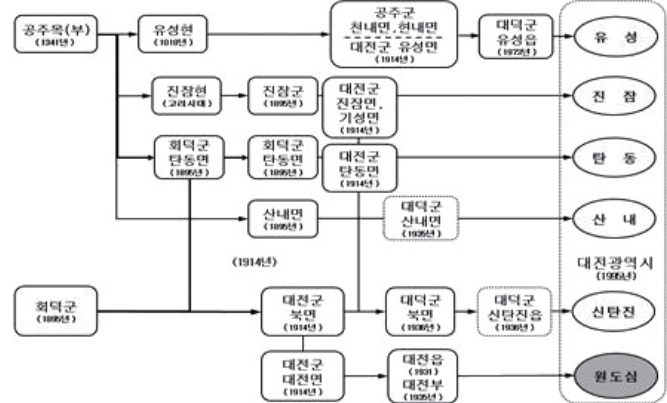 공주목(부)
(1341년)
유성현
(1018년)
공주군
천내면,현내면
대전군 유성면
(1914년)
대덕군
유성읍
(1973년)
유 성
진잠현
(고려시대)
진잠군
(1895년)
대전군
진잠면,
기성면
(1914년)
진 잠
회덕군
탄동면
(1895년)
회덕군
탄동면
(1895년)
대전군
탄동면
(1914년)
탄 동
산내면
(1895년)
대덕군
산내면
(1935년)
산 내
(1914년)
대전광역시
(1995년)
회덕군
(1895년)
대전군
북면
(1914년)
대덕군
북면
(1936년)
대덕군
신탄진읍
(1936년)
신탄진
대전군
대전면
(1914년)
대전읍
(1931)
대전부
(1935년)
원도심